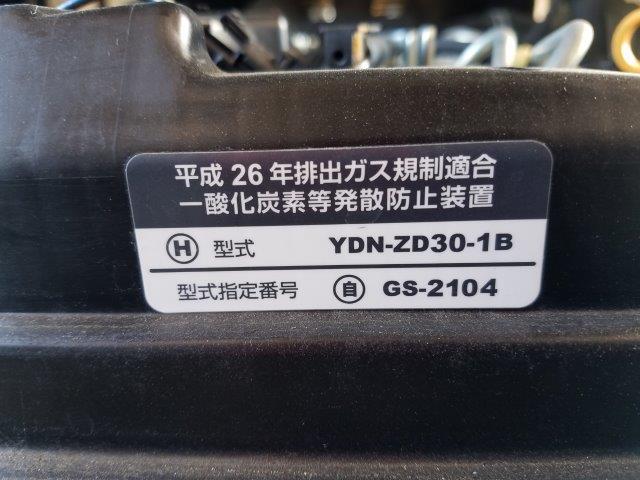 平成 26 年排出ガス規制適合
一酸化炭素等発散防止装置
Ⓗ 型式 YDN-ZD30-1B
型式指定番号 自 GS-2104